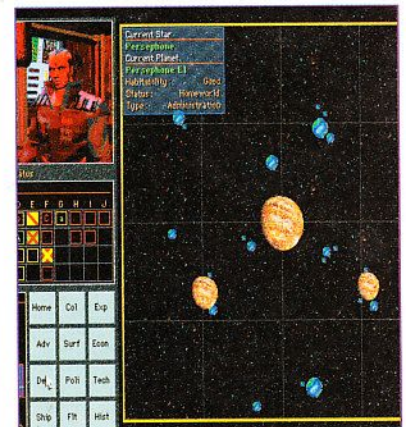 Current Star
Persephone
Current Planet
Persephone LI
Habitability: Good
Status: Homeworld
Type: Administration
E F G H I J
Home Col Exp
Adv Surf Econ
Poli Tech
Ship Flt Hist